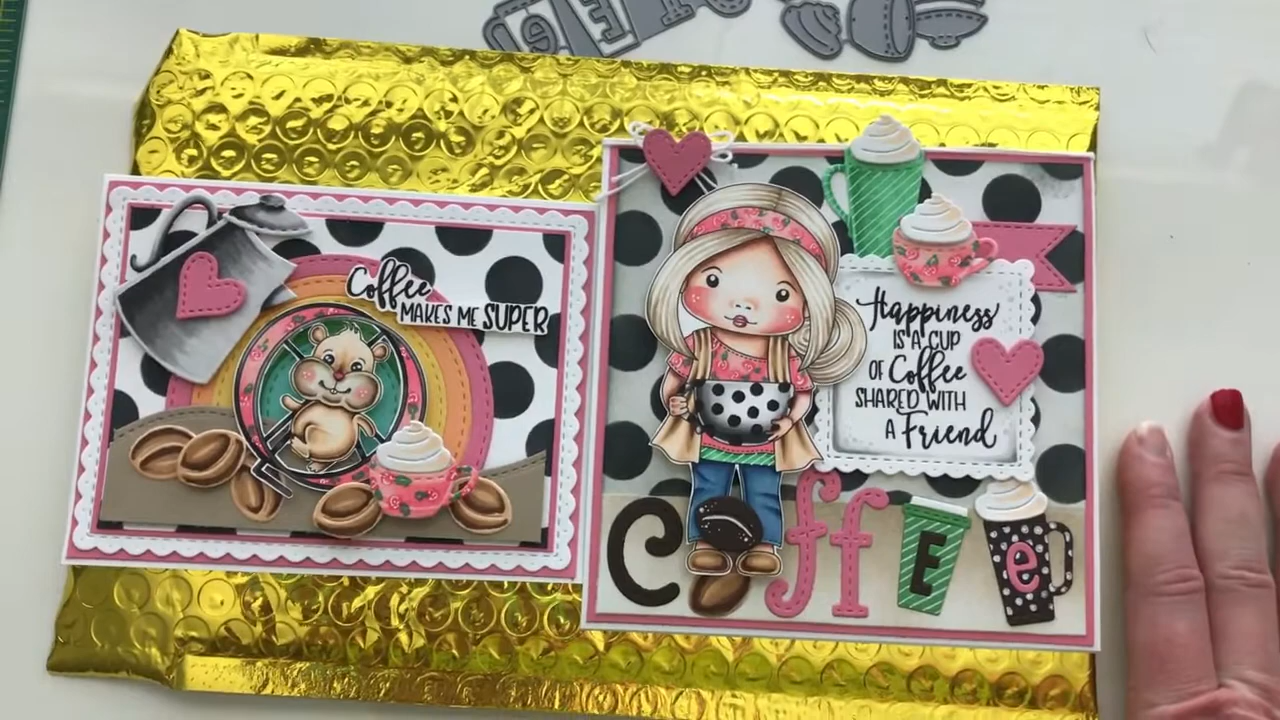 Coffee
MAKES ME SUPER
Happiness
IS A CUP
OF Coffee
SHARED WITH
A Friend
CoffEe